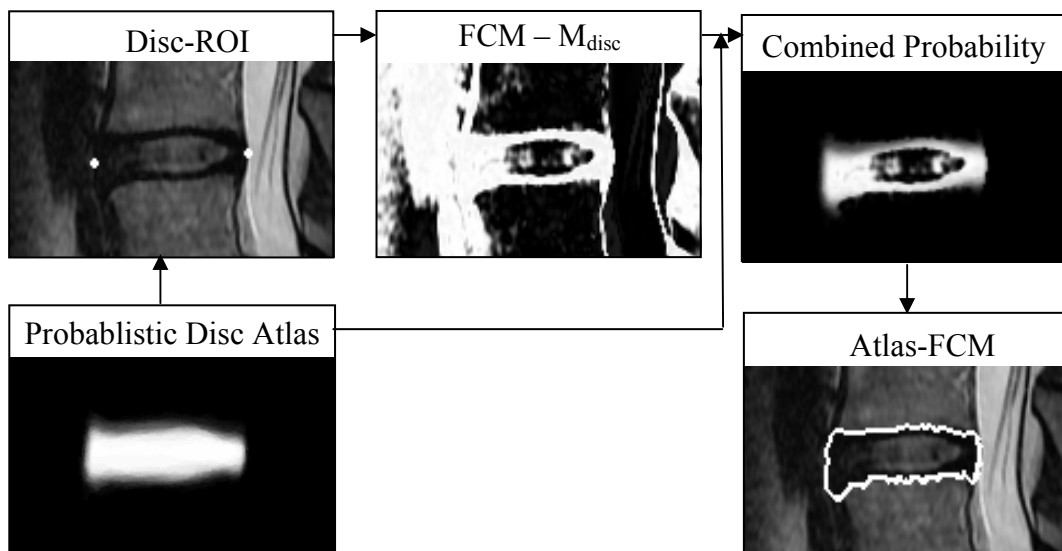 Disc-ROI
FCM – Mdisc
Combined Probability
Probablistic Disc Atlas
Atlas-FCM